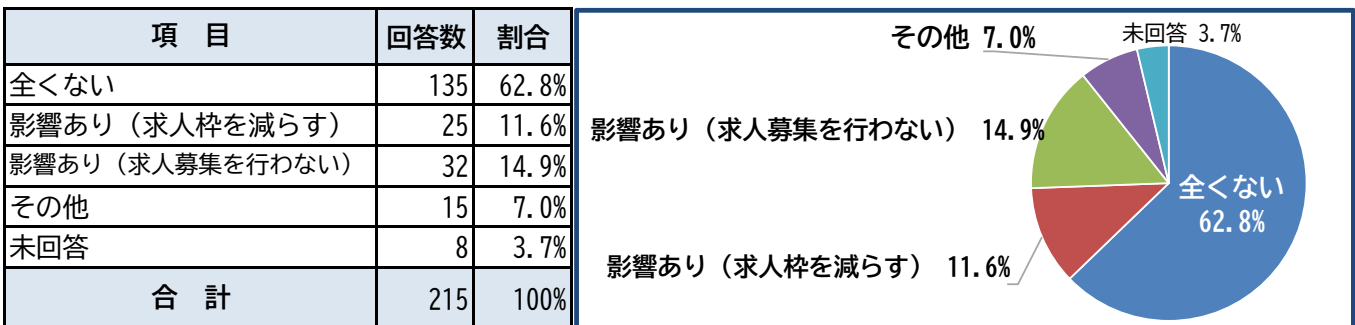 項　目 回答数 割合
全くない 135 62.8%
影響あり（求人枠を減らす） 25 11.6%
影響あり（求人募集を行わない） 32 14.9%
その他 15 7.0%
未回答 8 3.7%
合　計 215 100%
その他 7.0%
未回答 3.7%
影響あり（求人募集を行わない） 14.9%
全くない
62.8%
影響あり（求人枠を減らす） 11.6%